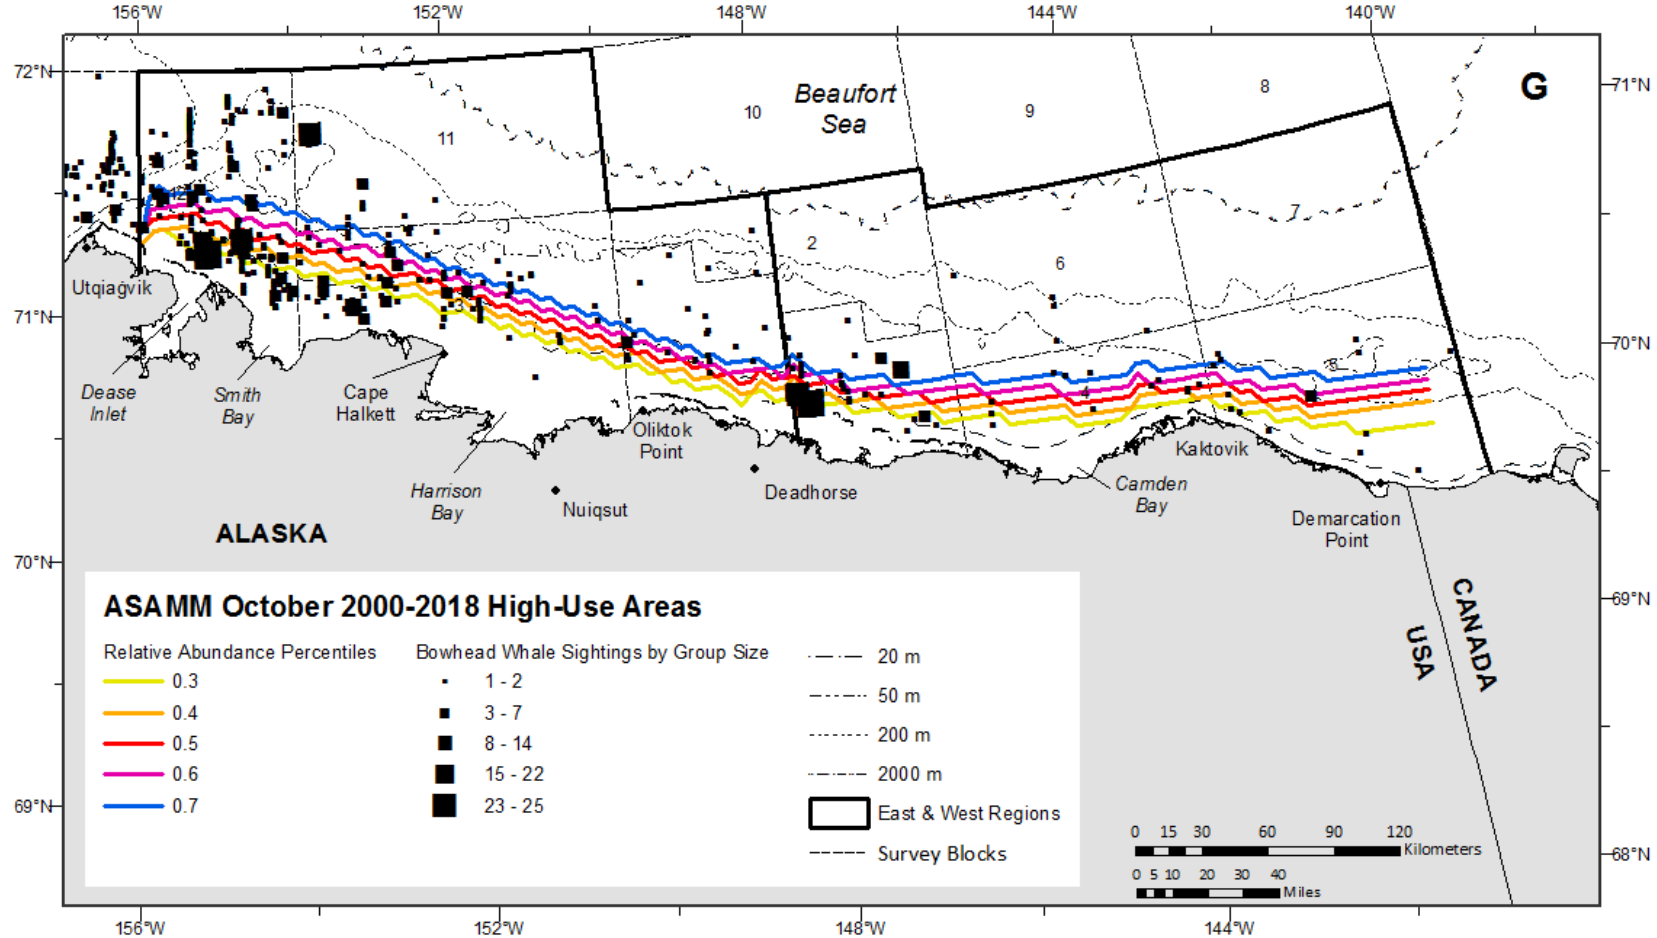 156°W 152°W 148°W 144°W 140°W
72°N
71°N
8
G
10
Beaufort
Sea
9
11
12
7
2
6
Utqiaġvik
3
71°N
70°N
5
4
Dease
Inlet
Smith
Bay
Cape
Halkett
Oliktok
Point
Kaktovik
Harrison
Bay
Nuiqsut
Deadhorse
Camden
Bay
Demarcation
Point
ALASKA
70°N
69°N
CANADA
USA
ASAMM October 2000-2018 High-Use Areas
Relative Abundance Percentiles
0.3
0.4
0.5
0.6
0.7
Bowhead Whale Sightings by Group Size
1 - 2
3 - 7
8 - 14
15 - 22
23 - 25
20 m
50 m
200 m
2000 m
East & West Regions
Survey Blocks
69°N
68°N
0 15 30 60 90 120
Kilometers
0 5 10 20 30 40
Miles
156°W 152°W 148°W 144°W